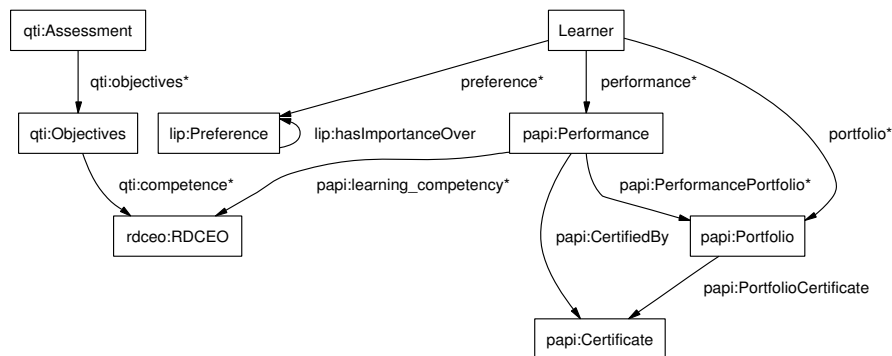 qti:Assessment
Learner
qti:objectives*
preference*
performance*
qti:Objectives
lip:Preference
lip:hasImportanceOver
papi:Performance
portfolio*
qti:competence*
papi:learning_competency*
papi:PerformancePortfolio*
rdceo:RDCEO
papi:CertifiedBy
papi:Portfolio
papi:PortfolioCertificate
papi:Certificate